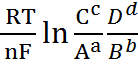 RT/nF ln C^c/A^a D^d/B^b